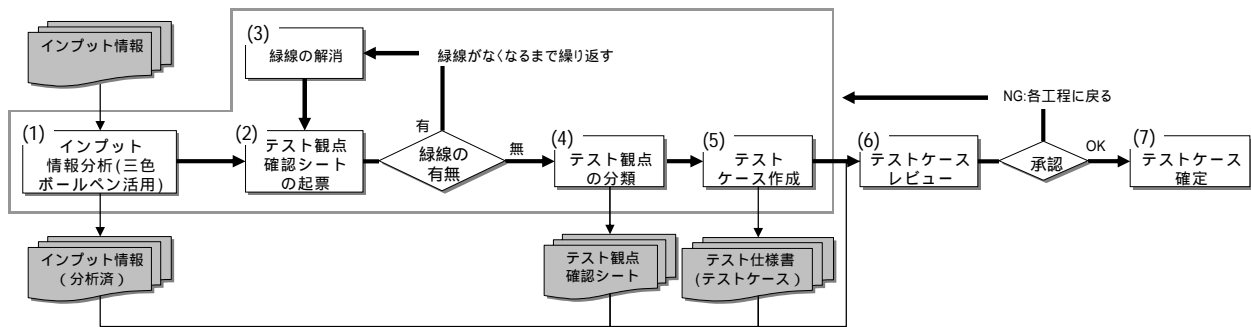 インプット情報
(3)
緑線の解消
緑線がなくなるまで繰り返す
NG:各工程に戻る
(1)
インプット
情報分析(三色
ボールペン活用)
(2)
テスト観点
確認シート
の起票
有
緑線の
有無
無
(4)
テスト観点
の分類
(5)
テスト
ケース作成
(6)
テストケース
レビュー
承認
OK
(7)
テストケース
確定
インプット情報
(分析済)
テスト観点
確認シート
テスト仕様書
(テストケース)